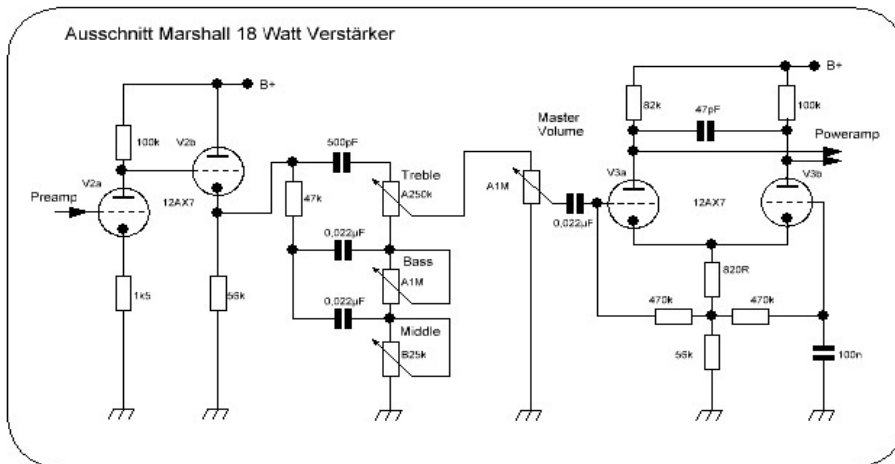 Ausschnitt Marshall 18 Watt Verstärker
B+
100k
V2b
V2a
Preamp
12AX7
1k5
56k
500pF
Treble
A250k
47k
0,022µF
Bass
A1M
0,022µF
Middle
B25k
Master
Volume
A1M
0,022µF
B+
82k
47pF
100k
Poweramp
V3a
V3b
12AX7
820R
470k
470k
56k
100n